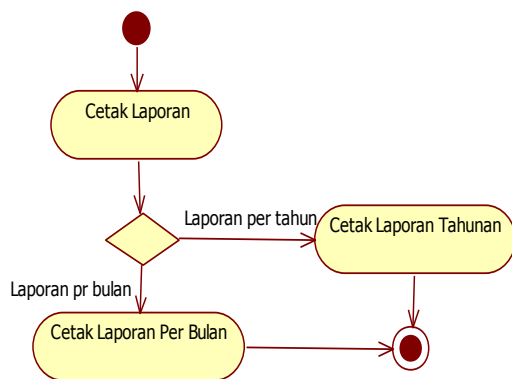 Cetak Laporan
Laporan per tahun
Cetak Laporan Tahunan
Laporan pr bulan
Cetak Laporan Per Bulan